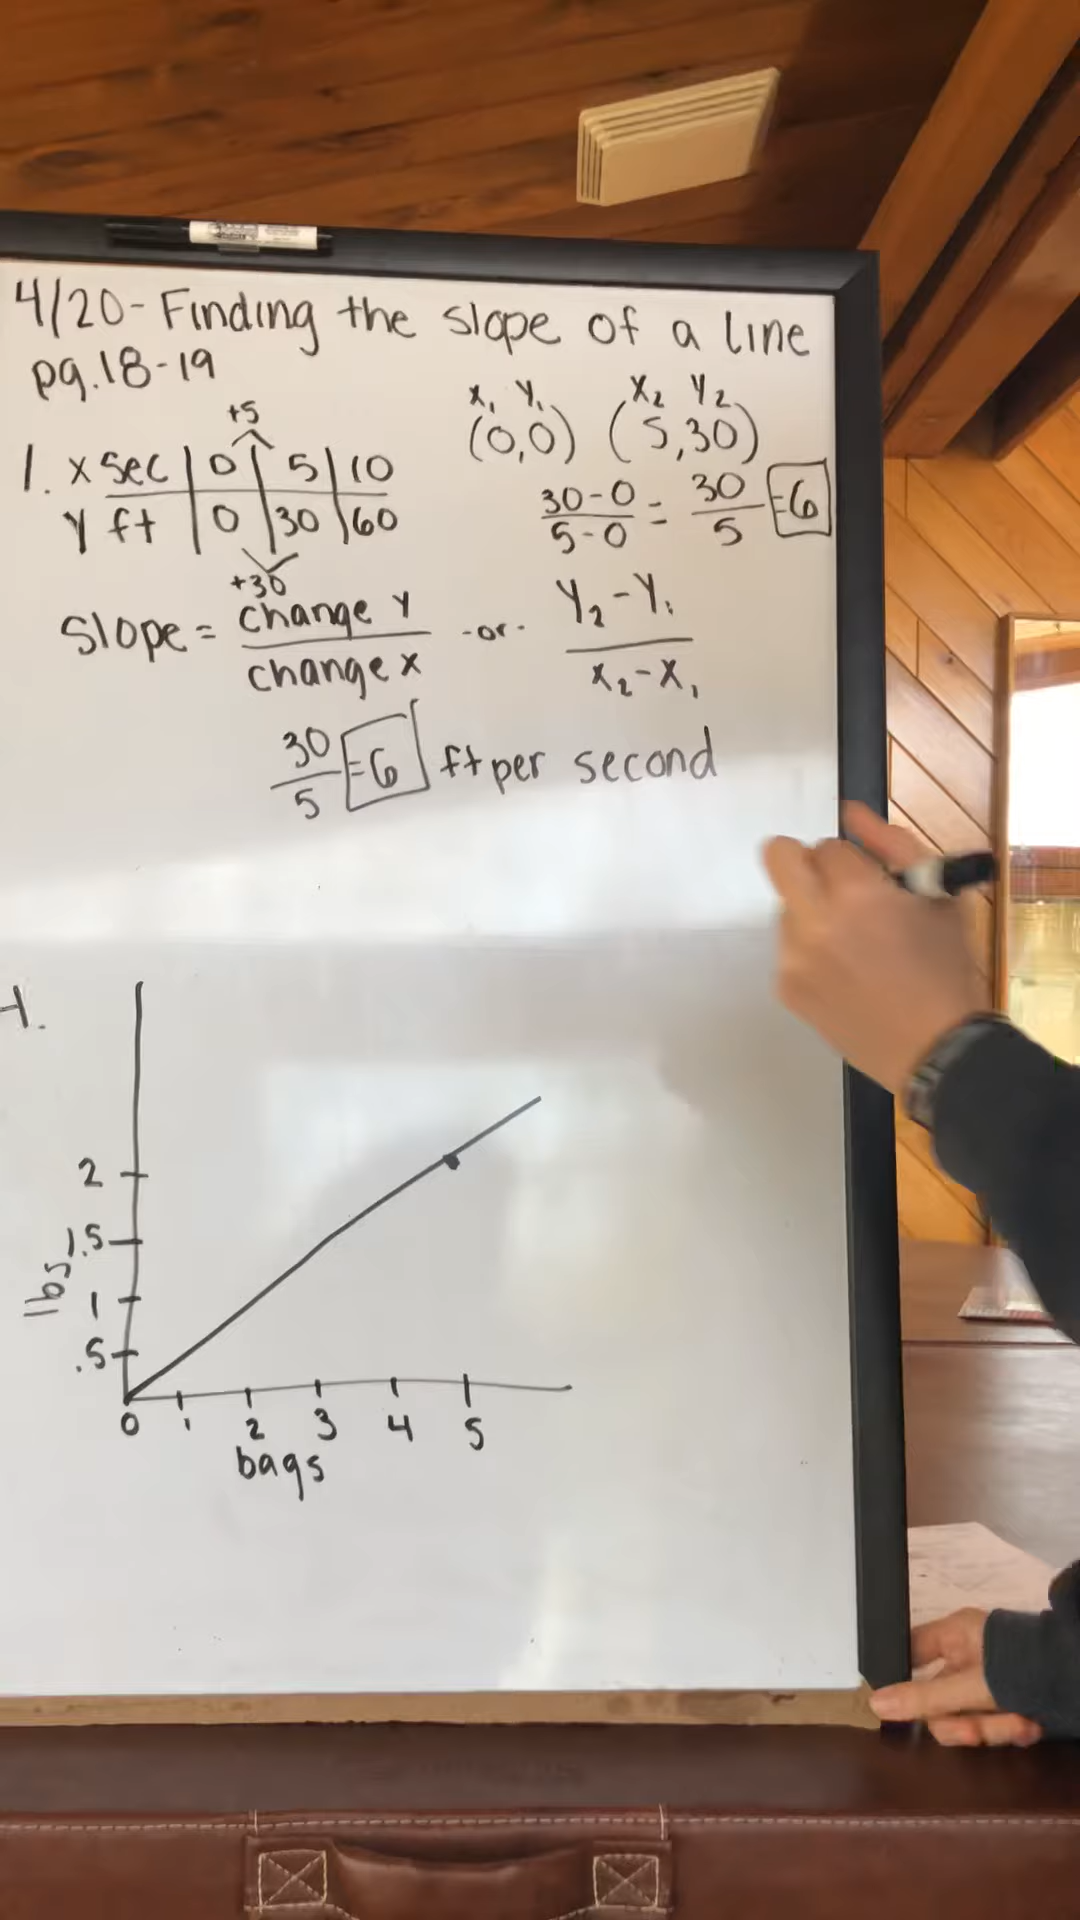 4/20 - Finding the slope of a line
pg. 18-19
x₁ y₁ x₂ y₂
(0,0) (5,30)
+5
1. x sec | 0 | 5 | 10
y ft | 0 | 30 | 60
+30
30-0/5-0 = 30/5 = 6
Slope = change y/change x -or- y₂-y₁/x₂-x₁
30/5 = 6 ft per second
4.
2
1.5
1
.5
lbs
0 1 2 3 4 5
bags